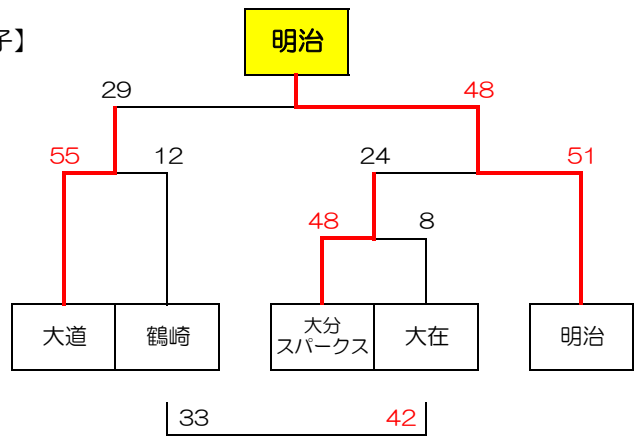 子】
明治
29 48
55 12 24 51
48 8
大道 鶴崎 大分 大在 明治
スパークス
33 42